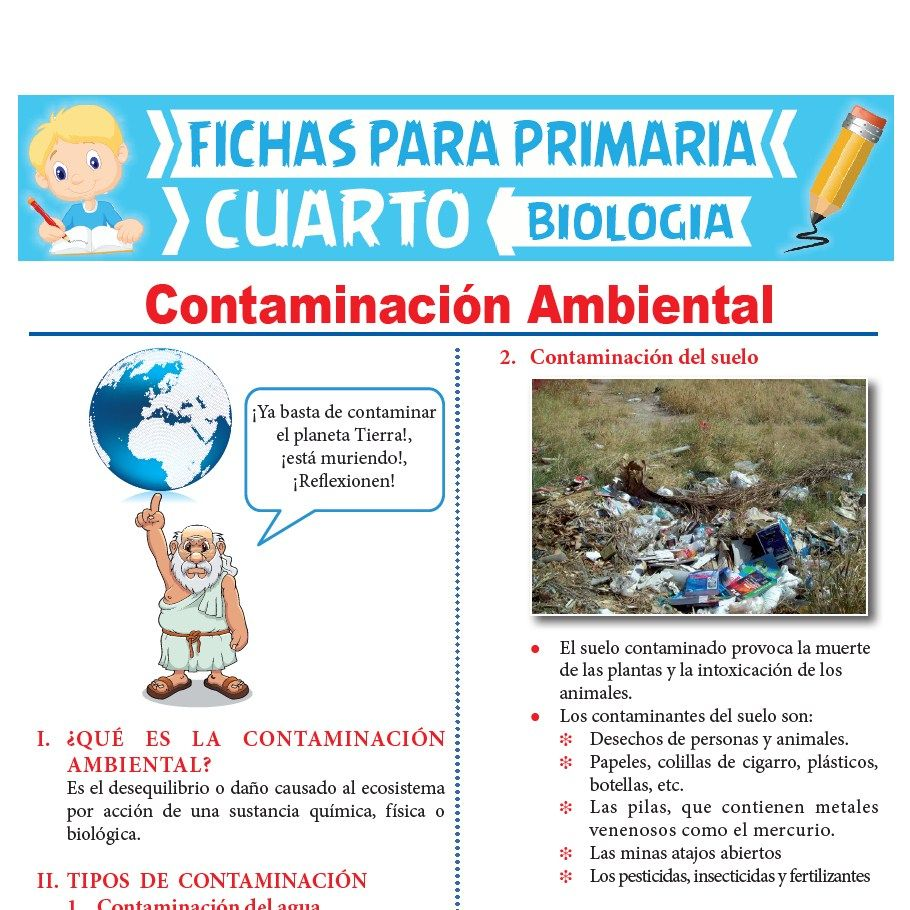 FICHAS PARA PRIMARIA
CUARTO
BIOLOGIA
Contaminación Ambiental
¡Ya basta de contaminar
el planeta Tierra!,
¡está muriendo!,
¡Reflexionen!
I. ¿QUÉ ES LA CONTAMINACIÓN
AMBIENTAL?
Es el desequilibrio o daño causado al ecosistema
por acción de una sustancia química, física o
biológica.
II. TIPOS DE CONTAMINACIÓN
1. Contaminación del agua
2. Contaminación del suelo
● El suelo contaminado provoca la muerte
de las plantas y la intoxicación de los
animales.
● Los contaminantes del suelo son:
❇ Desechos de personas y animales.
❇ Papeles, colillas de cigarro, plásticos,
botellas, etc.
❇ Las pilas, que contienen metales
venenosos como el mercurio.
❇ Las minas atajos abiertos
❇ Los pesticidas, insecticidas y fertilizantes